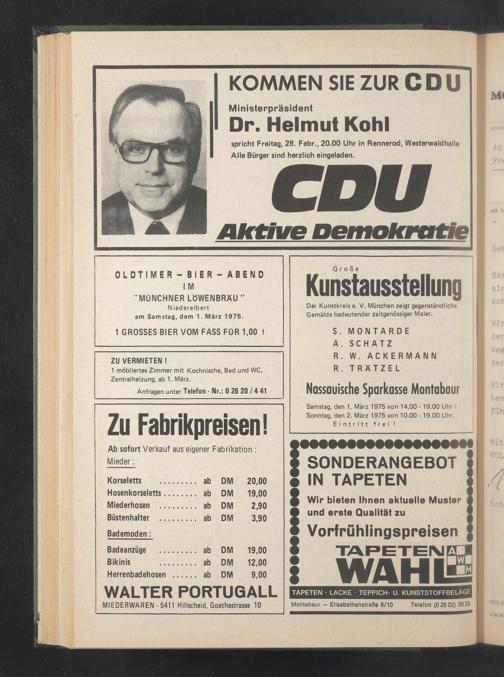 KOMMEN SIE ZUR CDU
Ministerpräsident
Dr. Helmut Kohl
spricht Freitag, 28. Febr., 20.00 Uhr in Rennerod, Westerwaldhalle
Alle Bürger sind herzlich eingeladen.
CDU
Aktive Demokratie
OLDTIMER – BIER – ABEND
IM
"MÜNCHNER LÖWENBRÄU"
Niederelbert
am Samstag, dem 1. März 1975.
1 GROSSES BIER VOM FASS FÜR 1,00 !
ZU VERMIETEN !
1 möbliertes Zimmer mit Kochnische, Bad und WC,
Zentralheizung, ab 1. März.
Anfragen unter Telefon - Nr.: 0 26 20 / 4 41
Zu Fabrikpreisen!
Ab sofort Verkauf aus eigener Fabrikation :
Mieder :
Korseletts ......... ab DM 20,00
Hosenkorseletts ........ ab DM 19,00
Miederhosen ......... ab DM 2,90
Büstenhalter ......... ab DM 3,90
Bademoden :
Badeanzüge ......... ab DM 19,00
Bikinis ......... ab DM 12,00
Herrenbadehosen ...... ab DM 9,00
WALTER PORTUGALL
MIEDERWAREN - 5411 Hillscheid, Goethestrasse 10
Große
Kunstausstellung
Der Kunstkreis e. V. München zeigt gegenständliche
Gemälde bedeutender zeitgenössiger Maler.
S. MONTARDE
A. SCHATZ
R. W. ACKERMANN
R. TRÄTZEL
Nassauische Sparkasse Montabaur
Samstag, den 1. März 1975 von 14.00 - 19.00 Uhr /
Sonntag, den 2. März 1975 von 10.00 - 19.00 Uhr.
Eintritt frei !
SONDERANGEBOT
IN TAPETEN
Wir bieten Ihnen aktuelle Muster
und erste Qualität zu
Vorfrühlingspreisen
TAPETEN
WAHL
AWM
TAPETEN - LACKE - TEPPICH- U. KUNSTSTOFFBELÄGE
Montabaur – Elisabethenstraße 8/10 Telefon (0 26 02)